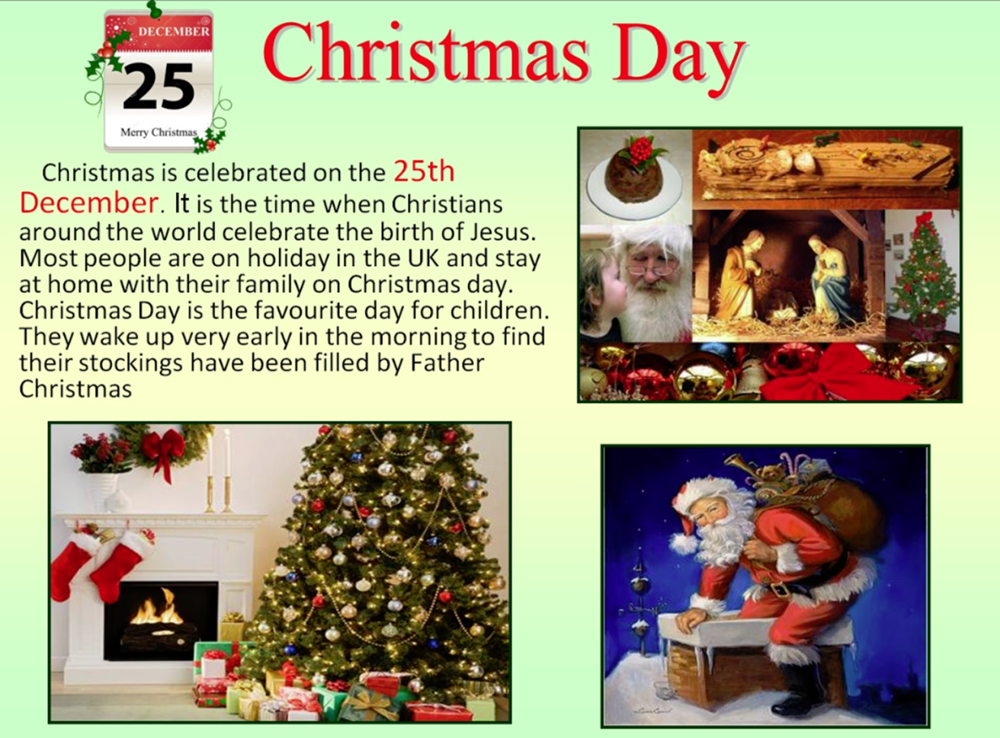 DECEMBER
25
Merry Christmas
Christmas Day
Christmas is celebrated on the 25th
December. It is the time when Christians
around the world celebrate the birth of Jesus.
Most people are on holiday in the UK and stay
at home with their family on Christmas day.
Christmas Day is the favourite day for children.
They wake up very early in the morning to find
their stockings have been filled by Father
Christmas